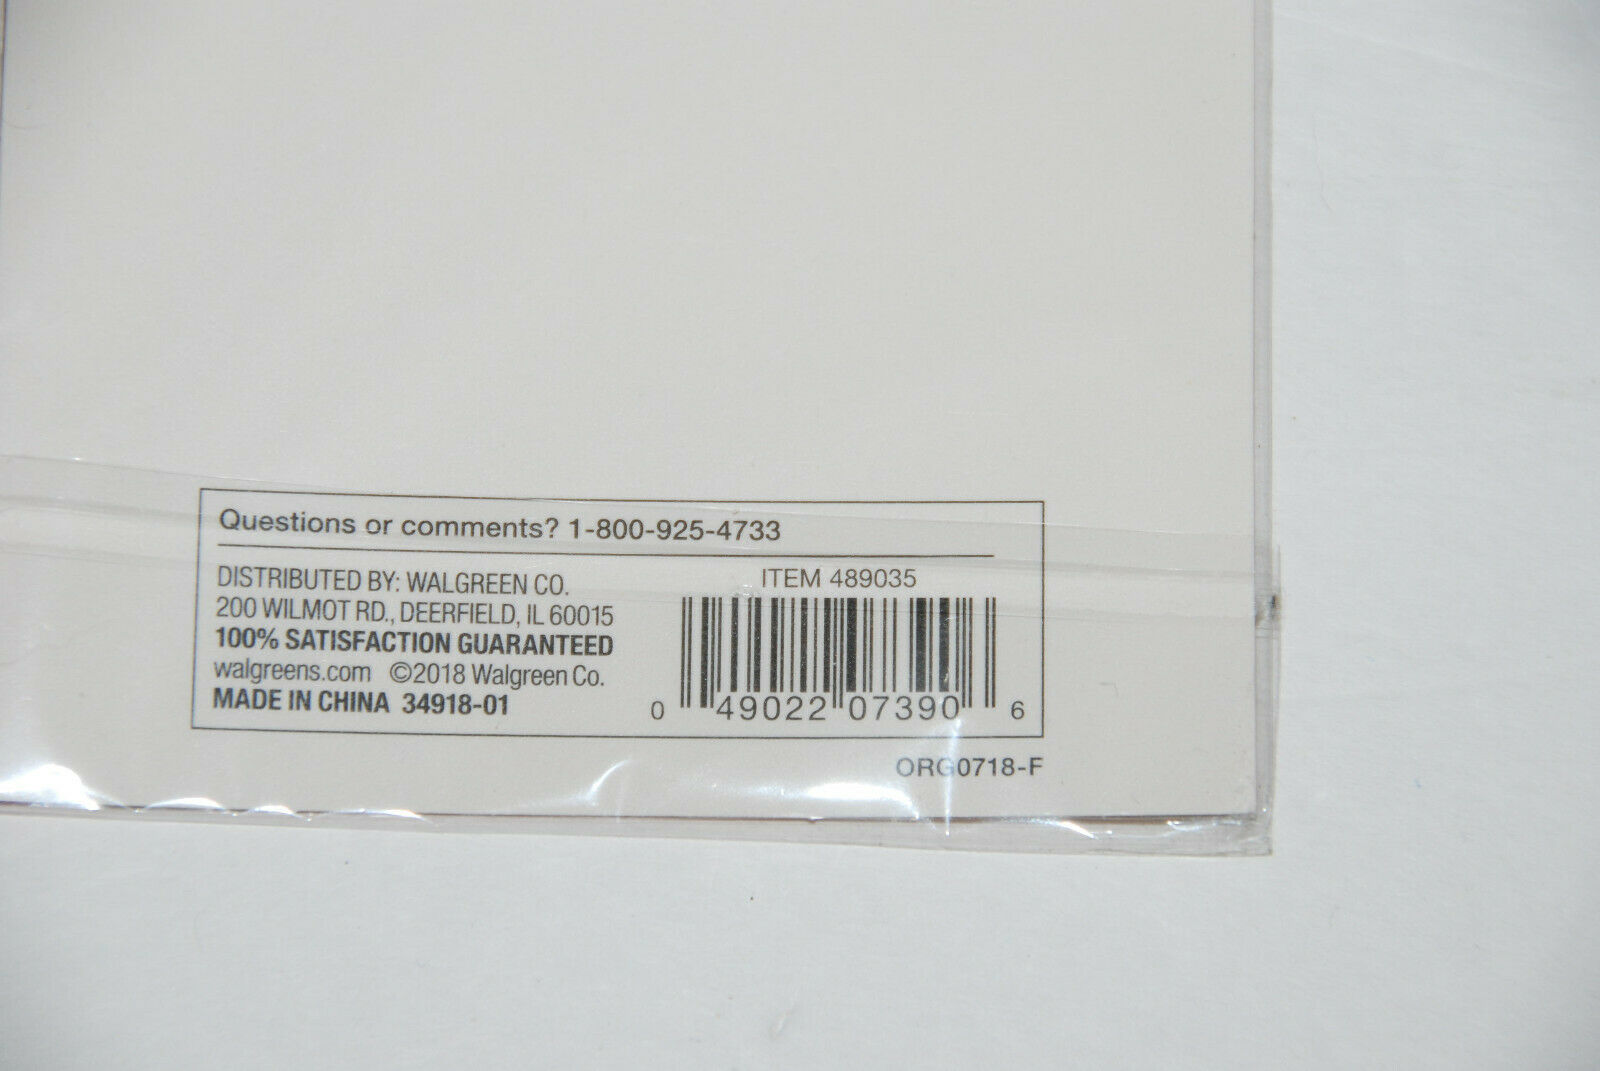 Questions or comments? 1-800-925-4733
DISTRIBUTED BY: WALGREEN CO.
200 WILMOT RD., DEERFIELD, IL 60015
100% SATISFACTION GUARANTEED
walgreens.com ©2018 Walgreen Co.
MADE IN CHINA 34918-01
ITEM 489035
0 49022 07390 6
ORG0718-F